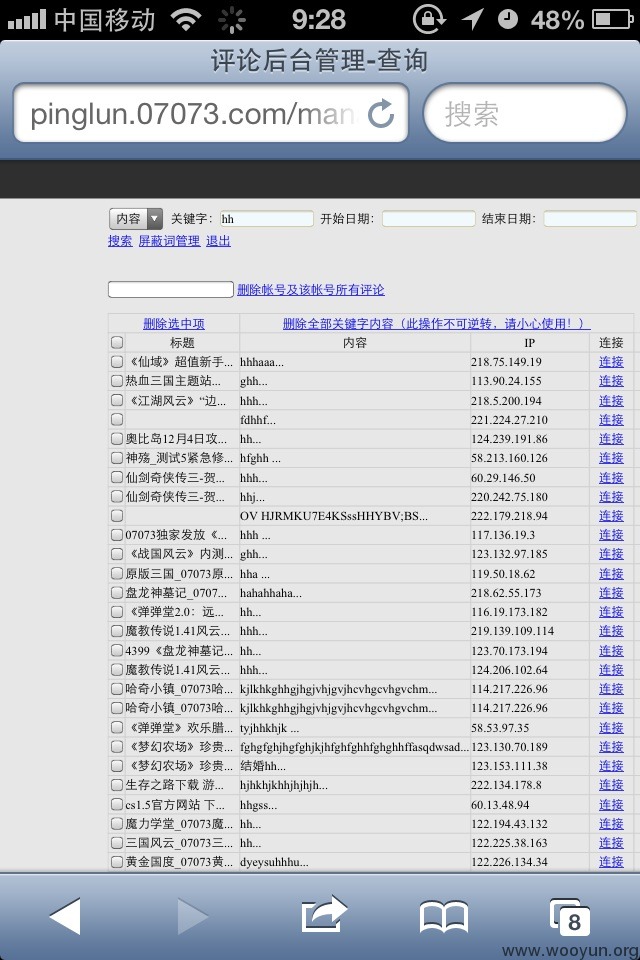 中国移动 9:28 48%
评论后台管理-查询
pinglun.07073.com/man 搜索
内容 关键字: hh 开始日期: 结束日期:
搜索 屏蔽词管理 退出
删除帐号及该帐号所有评论
删除选中项 删除全部关键字内容（此操作不可逆转，请小心使用！）
标题 内容 IP 连接
《仙域》超值新手... hhhaaa... 218.75.149.19 连接
热血三国主题站... ghh... 113.90.24.155 连接
《江湖风云》“边... hhh... 218.5.200.194 连接
fdhhf... 221.224.27.210 连接
奥比岛12月4日攻... hh... 124.239.191.86 连接
神殇_测试5紧急修... hfghh ... 58.213.160.126 连接
仙剑奇侠传三-贺... hhh... 60.29.146.50 连接
仙剑奇侠传三-贺... hhj... 220.242.75.180 连接
OV HJRMKU7E4KSssHHYBV;BS... 222.179.218.94 连接
07073独家发放《... hhh ... 117.136.19.3 连接
《战国风云》内测... ghh... 123.132.97.185 连接
原版三国_07073原... hha ... 119.50.18.62 连接
盘龙神墓记_0707... hahahhaha... 218.62.55.173 连接
《弹弹堂2.0：远... hh... 116.19.173.182 连接
魔教传说1.41风云... hhh... 219.139.109.114 连接
4399《盘龙神墓记... hh... 123.70.173.194 连接
魔教传说1.41风云... hhh... 124.206.102.64 连接
哈奇小镇_07073哈... kjlkhkghhgjhgjvhjgvjhcvhgcvhgvchm... 114.217.226.96 连接
哈奇小镇_07073哈... kjlkhkghhgjhgjvhjgvjhcvhgcvhgvchm... 114.217.226.96 连接
《弹弹堂》欢乐腊... tyjhhkhjk ... 58.53.97.35 连接
《梦幻农场》珍贵... fghgfghjhgfghjkjhfghfghhfghghhffasqdwsad... 123.130.70.189 连接
《梦幻农场》珍贵... 结婚hh... 123.153.111.38 连接
生存之路下载 游... hjhkhjkhhjhjhjh... 222.134.178.8 连接
cs1.5官方网站 下... hhgss... 60.13.48.94 连接
魔力学堂_07073魔... hh... 122.194.43.132 连接
三国风云_07073三... hh... 122.225.38.163 连接
黄金国度_07073黄... dyeysuhhhu... 122.226.134.34 连接
8
www.wooyun.org